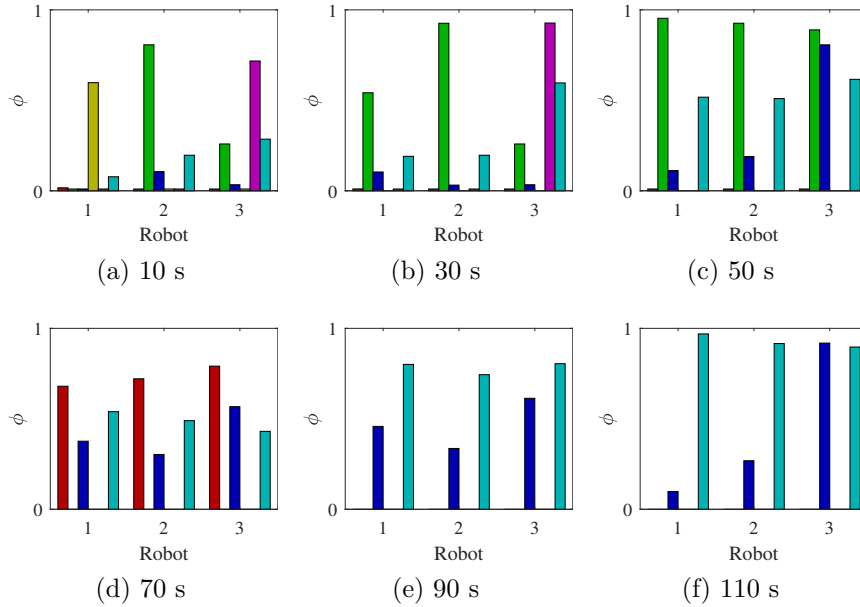 1
φ
0
1 2 3
Robot
(a) 10 s
1
φ
0
1 2 3
Robot
(b) 30 s
1
φ
0
1 2 3
Robot
(c) 50 s
1
φ
0
1 2 3
Robot
(d) 70 s
1
φ
0
1 2 3
Robot
(e) 90 s
1
φ
0
1 2 3
Robot
(f) 110 s